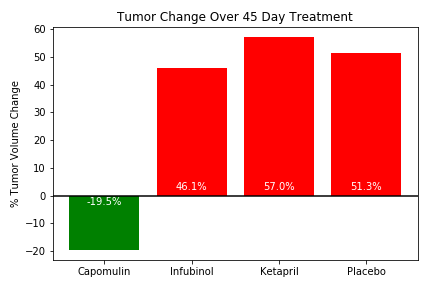 Tumor Change Over 45 Day Treatment
% Tumor Volume Change
60
50
40
30
20
10
0
−10
−20
-19.5%
46.1%
57.0%
51.3%
Capomulin
Infubinol
Ketapril
Placebo